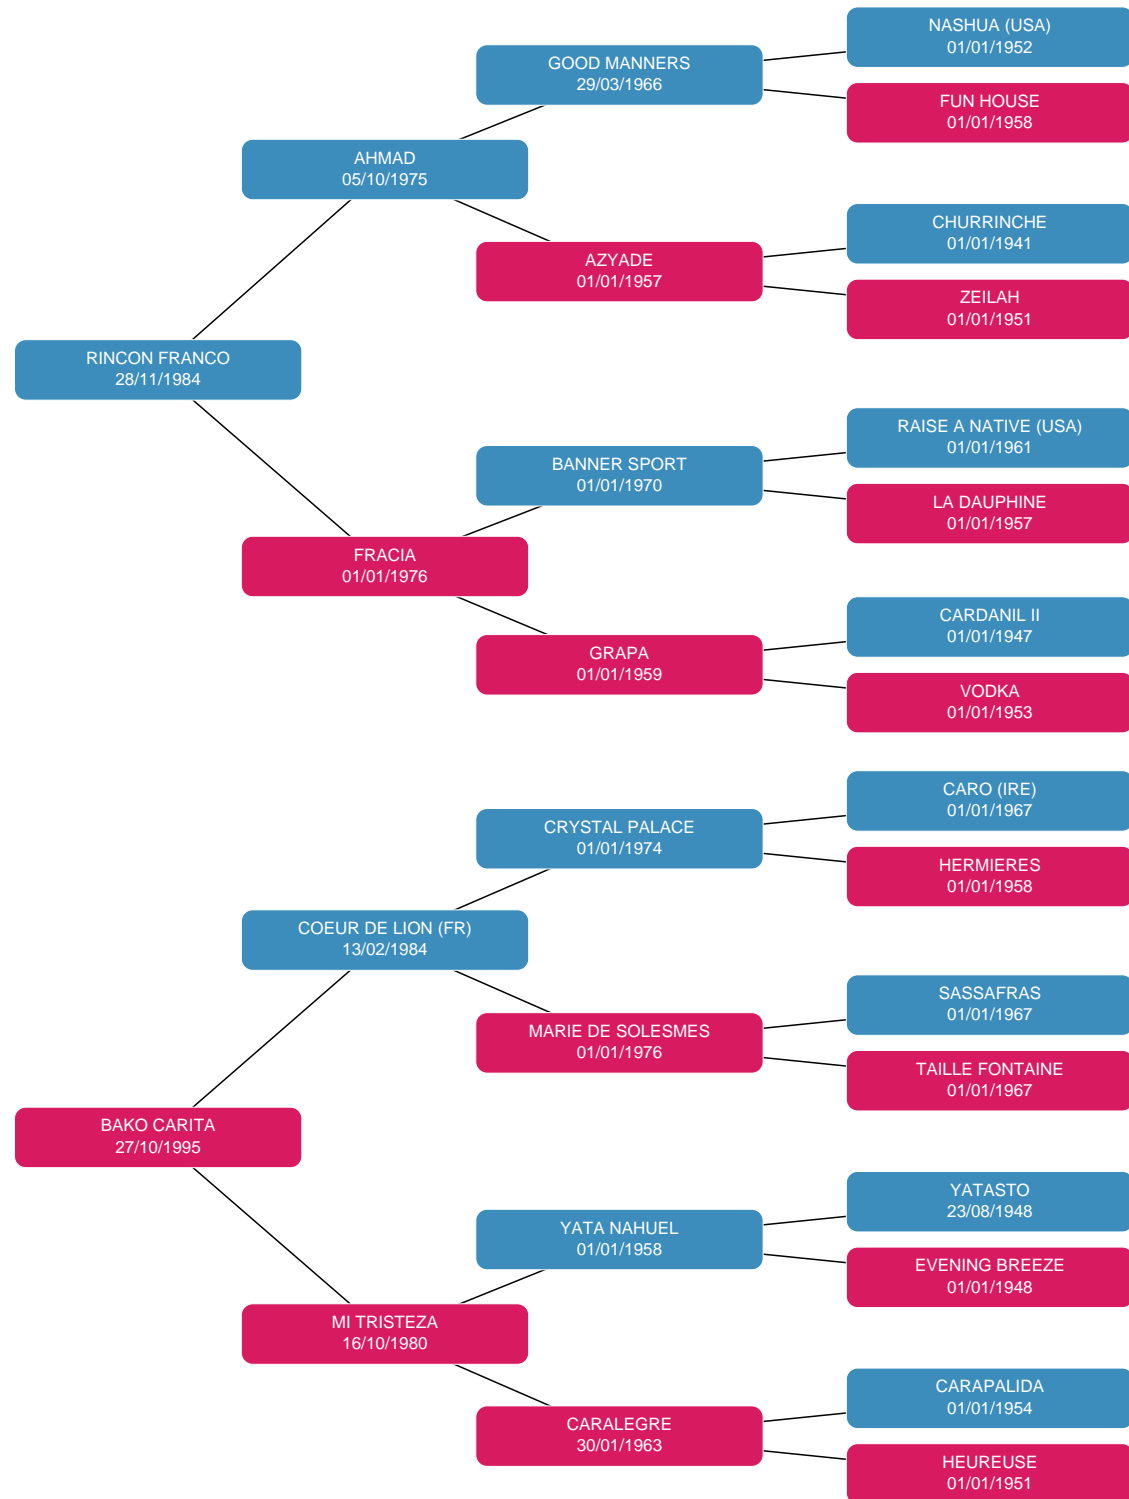 NASHUA (USA)
01/01/1952
GOOD MANNERS
29/03/1966
FUN HOUSE
01/01/1958
AHMAD
05/10/1975
CHURRINCHE
01/01/1941
AZYADE
01/01/1957
ZEILAH
01/01/1951
RINCON FRANCO
28/11/1984
RAISE A NATIVE (USA)
01/01/1961
BANNER SPORT
01/01/1970
LA DAUPHINE
01/01/1957
FRACIA
01/01/1976
CARDANIL II
01/01/1947
GRAPA
01/01/1959
VODKA
01/01/1953
CARO (IRE)
01/01/1967
CRYSTAL PALACE
01/01/1974
HERMIERES
01/01/1958
COEUR DE LION (FR)
13/02/1984
SASSAFRAS
01/01/1967
MARIE DE SOLESMES
01/01/1976
TAILLE FONTAINE
01/01/1967
BAKO CARITA
27/10/1995
YATASTO
23/08/1948
YATA NAHUEL
01/01/1958
EVENING BREEZE
01/01/1948
MI TRISTEZA
16/10/1980
CARAPALIDA
01/01/1954
CARALEGRE
30/01/1963
HEUREUSE
01/01/1951